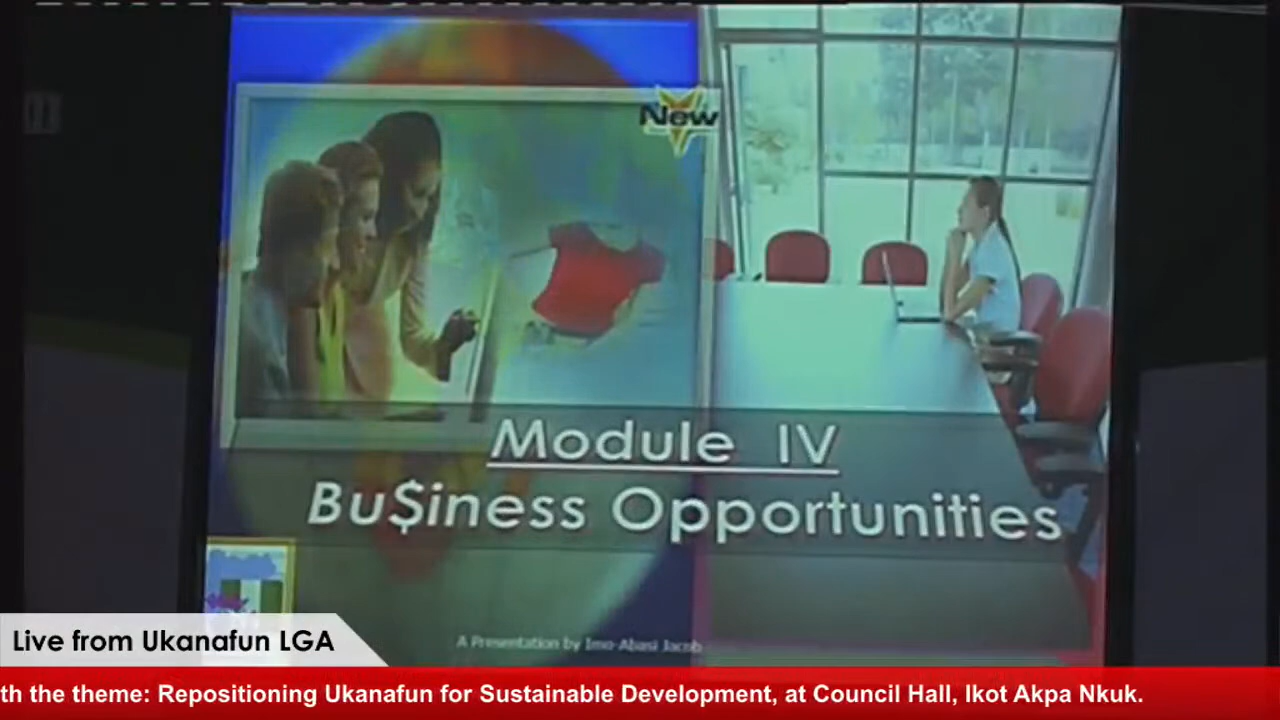 New
Module IV
Bu$iness Opportunities
A Presentation by Imo-Abasi Jacob
Live from Ukanafun LGA
th the theme: Repositioning Ukanafun for Sustainable Development, at Council Hall, Ikot Akpa Nkuk.